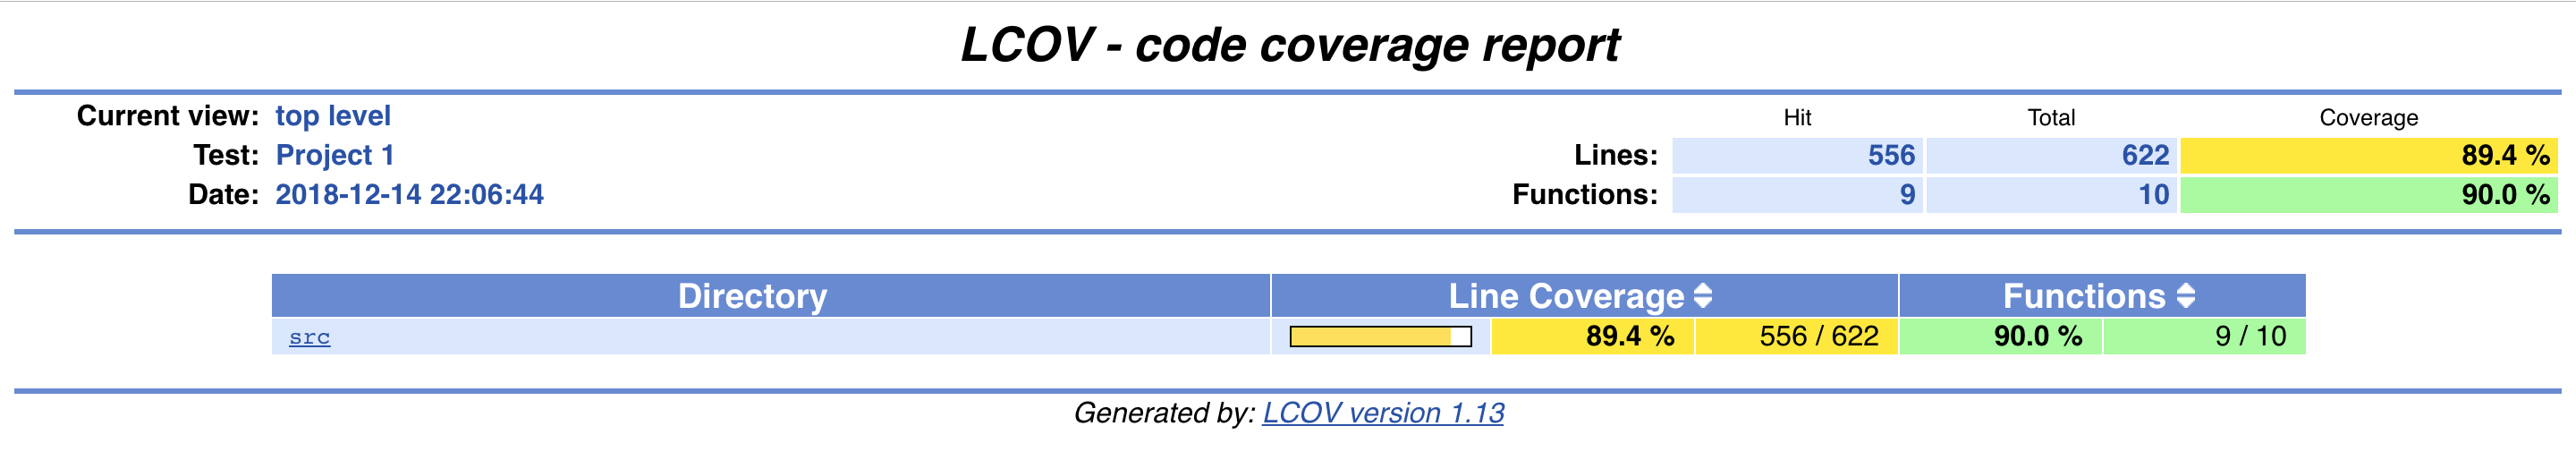 LCOV - code coverage report
Current view: top level Hit Total Coverage
Test: Project 1 Lines: 556 622 89.4 %
Date: 2018-12-14 22:06:44 Functions: 9 10 90.0 %
Directory Line Coverage Functions
src 89.4 % 556 / 622 90.0 % 9 / 10
Generated by: LCOV version 1.13